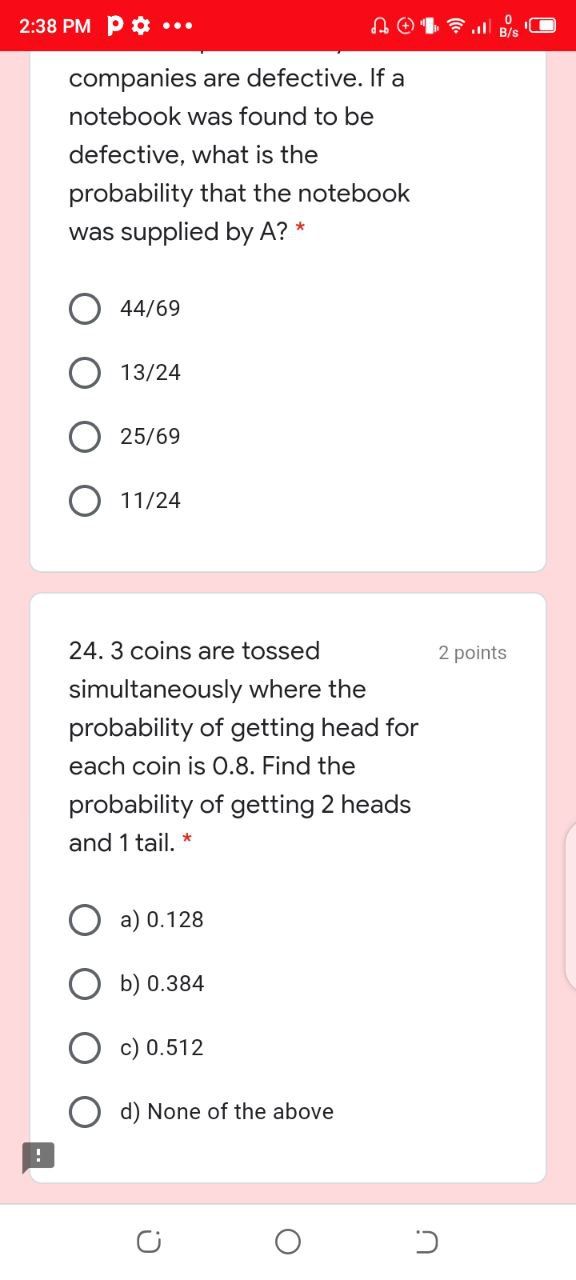 2:38 PM
0
B/s
companies are defective. If a
notebook was found to be
defective, what is the
probability that the notebook
was supplied by A? *
44/69
13/24
25/69
11/24
24. 3 coins are tossed
2 points
simultaneously where the
probability of getting head for
each coin is 0.8. Find the
probability of getting 2 heads
and 1 tail. *
a) 0.128
b) 0.384
c) 0.512
d) None of the above